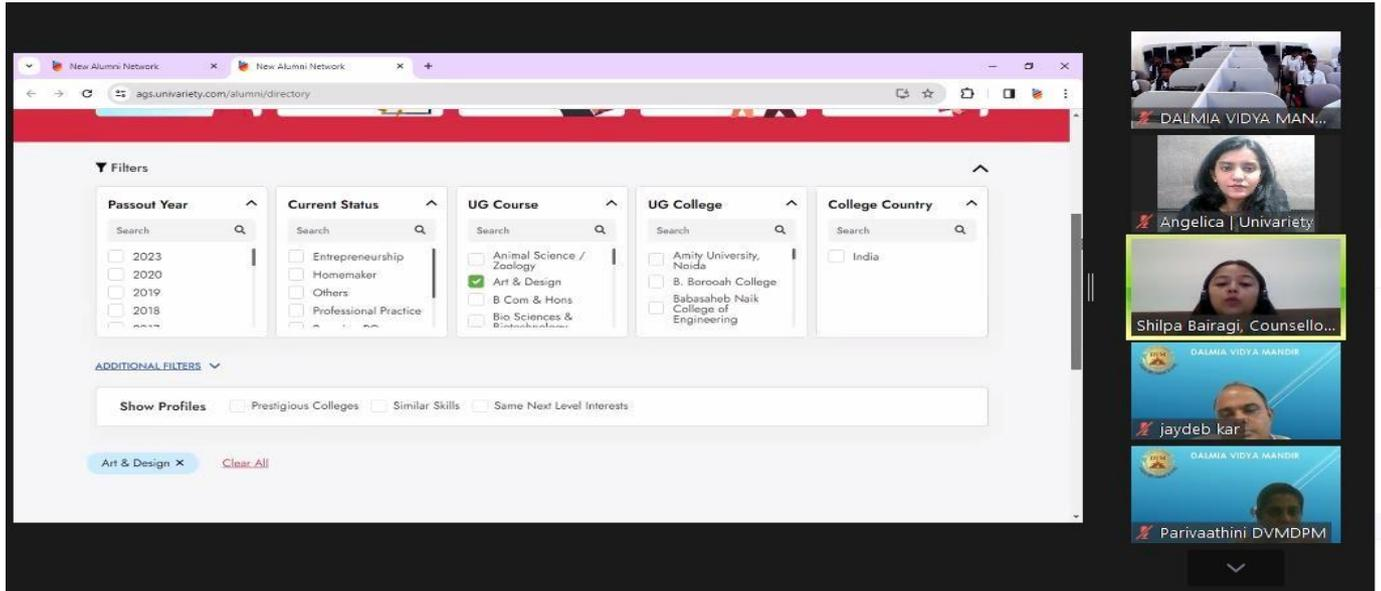 New Alumni Network
New Alumni Network
ags.univariety.com/alumni/directory
Filters
Passout Year
Search
2023
2020
2019
2018
2017
Current Status
Search
Entrepreneurship
Homemaker
Others
Professional Practice
UG Course
Search
Animal Science /
Zoology
Art & Design
B Com & Hons
Bio Sciences &
Biotechnology
UG College
Search
Amity University,
Noida
B. Borooah College
Babasaheb Naik
College of
Engineering
College Country
Search
India
ADDITIONAL FILTERS
Show Profiles Prestigious Colleges Similar Skills Same Next Level Interests
Art & Design ×
Clear All
DALMIA VIDYA MAN...
Angelica | Univariety
Shilpa Bairagi, Counsello...
DVM
DALMIA VIDYA MANDIR
jaydeb kar
DVM
DALMIA VIDYA MANDIR
Parivaathini DVMDPM